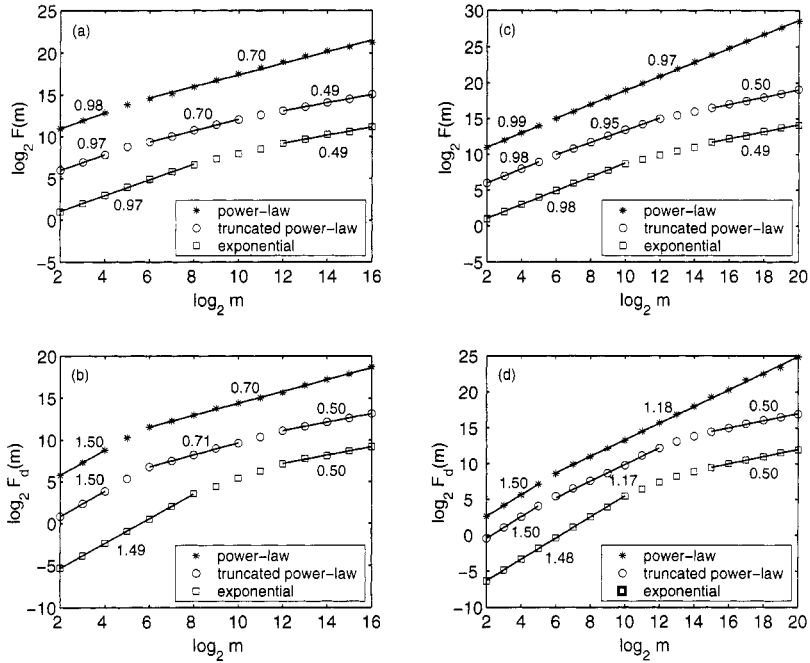 (a)
log2 F(m)
25
20
15
10
5
0
−5
0.98
0.70
0.97
0.70
0.49
0.97
0.49
* power−law
○ truncated power−law
□ exponential
2 4 6 8 10 12 14 16
log2 m
(c)
log2 F(m)
30
25
20
15
10
5
0
−5
0.99
0.97
0.98
0.95
0.50
0.98
0.49
* power−law
○ truncated power−law
□ exponential
2 4 6 8 10 12 14 16 18 20
log2 m
(b)
log2 Fd(m)
20
15
10
5
0
−5
−10
1.50
0.70
1.50
0.71
0.50
1.49
0.50
* power−law
○ truncated power−law
□ exponential
2 4 6 8 10 12 14 16
log2 m
(d)
log2 Fd(m)
25
20
15
10
5
0
−5
−10
1.50
1.18
1.50
1.17
0.50
1.48
0.50
* power−law
○ truncated power−law
□ exponential
2 4 6 8 10 12 14 16 18 20
log2 m